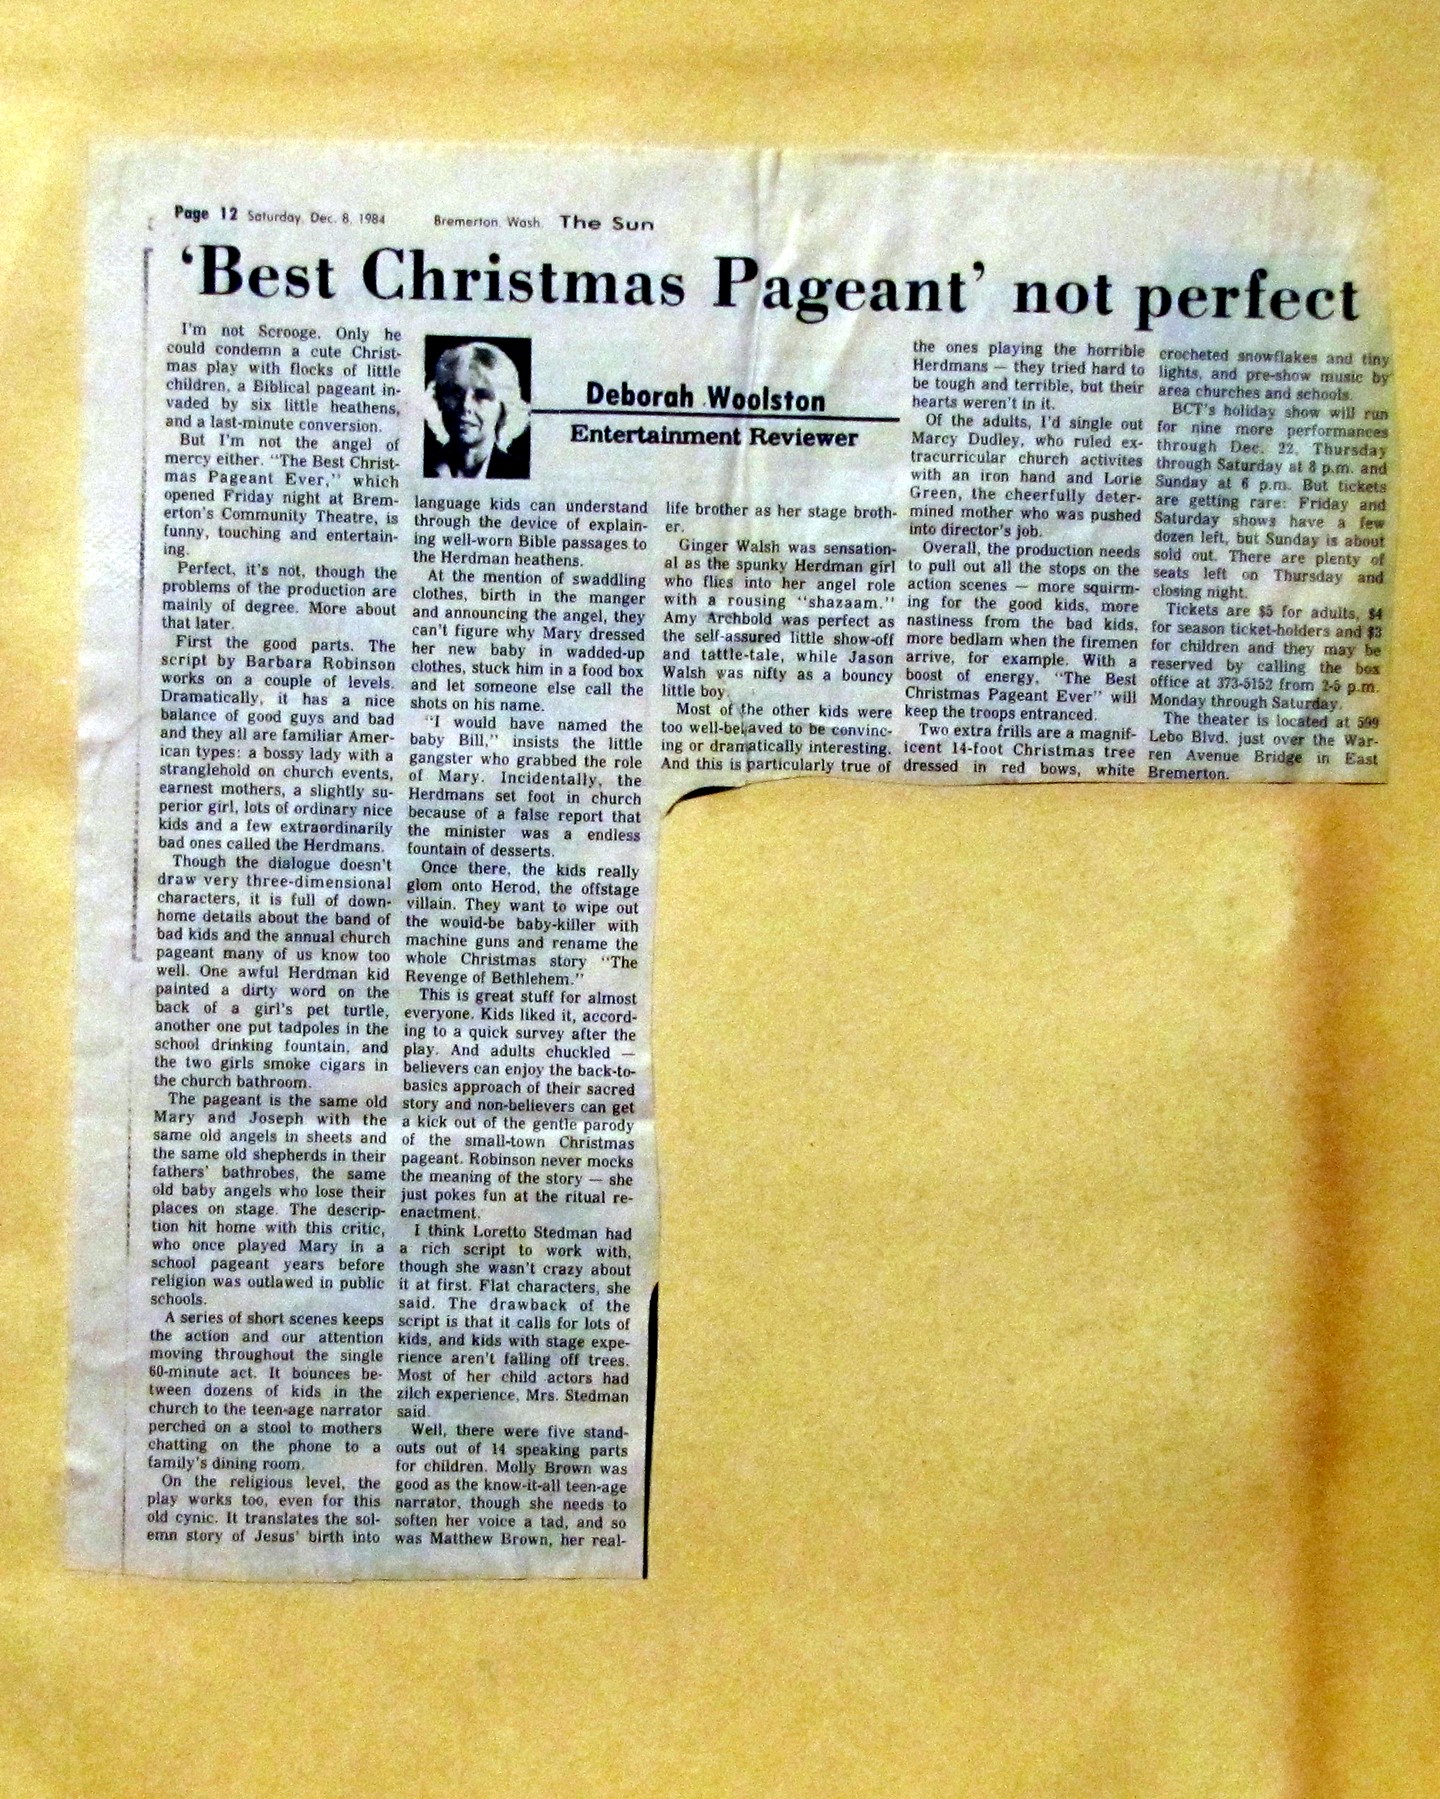 Page 12 Saturday, Dec. 8, 1984 Bremerton, Wash. The Sun
'Best Christmas Pageant' not perfect
Deborah Woolston
Entertainment Reviewer
I'm not Scrooge. Only he
could condemn a cute Christ-
mas play with flocks of little
children, a Biblical pageant in-
vaded by six little heathens,
and a last-minute conversion.
But I'm not the angel of
mercy either. "The Best Christ-
mas Pageant Ever," which
opened Friday night at Brem-
erton's Community Theatre, is
funny, touching and entertain-
ing.
Perfect, it's not, though the
problems of the production are
mainly of degree. More about
that later.
First the good parts. The
script by Barbara Robinson
works on a couple of levels.
Dramatically, it has a nice
balance of good guys and bad
and they all are familiar Amer-
ican types: a bossy lady with a
stranglehold on church events,
earnest mothers, a slightly su-
perior girl, lots of ordinary nice
kids and a few extraordinarily
bad ones called the Herdmans.
Though the dialogue doesn't
draw very three-dimensional
characters, it is full of down-
home details about the band of
bad kids and the annual church
pageant many of us know too
well. One awful Herdman kid
painted a dirty word on the
back of a girl's pet turtle,
another one put tadpoles in the
school drinking fountain, and
the two girls smoke cigars in
the church bathroom.
The pageant is the same old
Mary and Joseph with the
same old angels in sheets and
the same old shepherds in their
fathers' bathrobes, the same
old baby angels who lose their
places on stage. The descrip-
tion hit home with this critic,
who once played Mary in a
school pageant years before
religion was outlawed in public
schools.
A series of short scenes keeps
the action and our attention
moving throughout the single
60-minute act. It bounces be-
tween dozens of kids in the
church to the teen-age narrator
perched on a stool to mothers
chatting on the phone to a
family's dining room.
On the religious level, the
play works too, even for this
old cynic. It translates the sol-
emn story of Jesus' birth into
language kids can understand
through the device of explain-
ing well-worn Bible passages to
the Herdman heathens.
At the mention of swaddling
clothes, birth in the manger
and announcing the angel, they
can't figure why Mary dressed
her new baby in wadded-up
clothes, stuck him in a food box
and let someone else call the
shots on his name.
"I would have named the
baby Bill," insists the little
gangster who grabbed the role
of Mary. Incidentally, the
Herdmans set foot in church
because of a false report that
the minister was a endless
fountain of desserts.
Once there, the kids really
glom onto Herod, the offstage
villain. They want to wipe out
the would-be baby-killer with
machine guns and rename the
whole Christmas story "The
Revenge of Bethlehem."
This is great stuff for almost
everyone. Kids liked it, accord-
ing to a quick survey after the
play. And adults chuckled —
believers can enjoy the back-to-
basics approach of their sacred
story and non-believers can get
a kick out of the gentle parody
of the small-town Christmas
pageant. Robinson never mocks
the meaning of the story — she
just pokes fun at the ritual re-
enactment.
I think Loretto Stedman had
a rich script to work with,
though she wasn't crazy about
it at first. Flat characters, she
said. The drawback of the
script is that it calls for lots of
kids, and kids with stage expe-
rience aren't falling off trees.
Most of her child actors had
zilch experience, Mrs. Stedman
said.
Well, there were five stand-
outs out of 14 speaking parts
for children. Molly Brown was
good as the know-it-all teen-age
narrator, though she needs to
soften her voice a tad, and so
was Matthew Brown, her real-
life brother as her stage broth-
er.
Ginger Walsh was sensation-
al as the spunky Herdman girl
who flies into her angel role
with a rousing "shazaam."
Amy Archbold was perfect as
the self-assured little show-off
and tattle-tale, while Jason
Walsh was nifty as a bouncy
little boy.
Most of the other kids were
too well-behaved to be convinc-
ing or dramatically interesting.
And this is particularly true of
the ones playing the horrible
Herdmans — they tried hard to
be tough and terrible, but their
hearts weren't in it.
Of the adults, I'd single out
Marcy Dudley, who ruled ex-
tracurricular church activites
with an iron hand and Lorie
Green, the cheerfully deter-
mined mother who was pushed
into director's job.
Overall, the production needs
to pull out all the stops on the
action scenes — more squirm-
ing for the good kids, more
nastiness from the bad kids,
more bedlam when the firemen
arrive, for example. With a
boost of energy, "The Best
Christmas Pageant Ever" will
keep the troops entranced.
Two extra frills are a magnif-
icent 14-foot Christmas tree
dressed in red bows, white
crocheted snowflakes and tiny
lights, and pre-show music by
area churches and schools.
BCT's holiday show will run
for nine more performances
through Dec. 22, Thursday
through Saturday at 8 p.m. and
Sunday at 6 p.m. But tickets
are getting rare: Friday and
Saturday shows have a few
dozen left, but Sunday is about
sold out. There are plenty of
seats left on Thursday and
closing night.
Tickets are $5 for adults, $4
for season ticket-holders and $3
for children and they may be
reserved by calling the box
office at 373-5152 from 2-5 p.m.
Monday through Saturday.
The theater is located at 599
Lebo Blvd. just over the War-
ren Avenue Bridge in East
Bremerton.